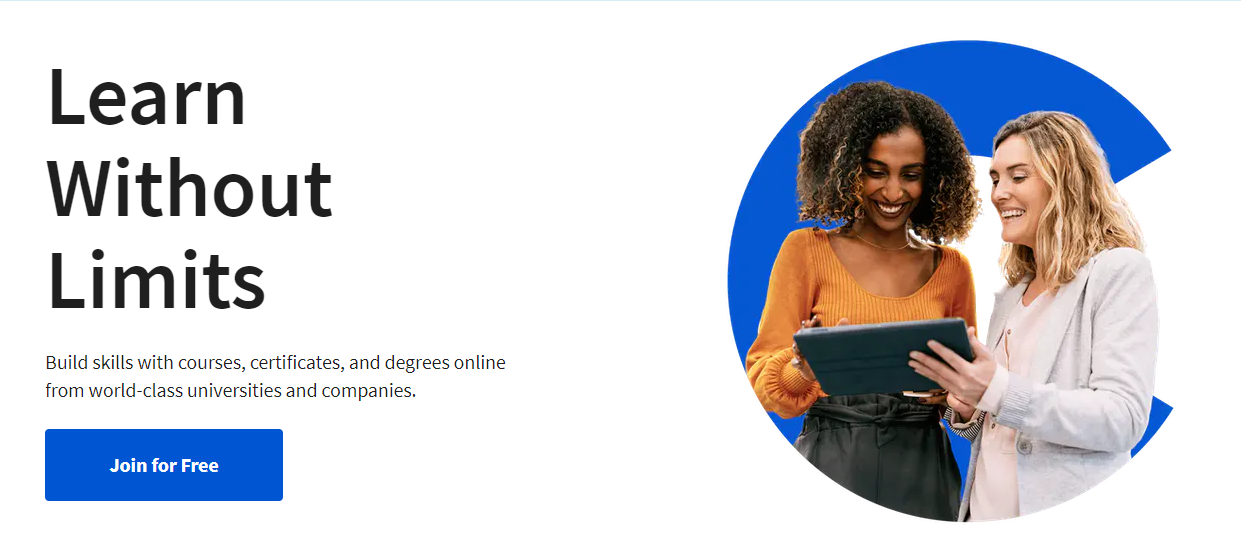 Learn
Without
Limits
Build skills with courses, certificates, and degrees online
from world-class universities and companies.
Join for Free